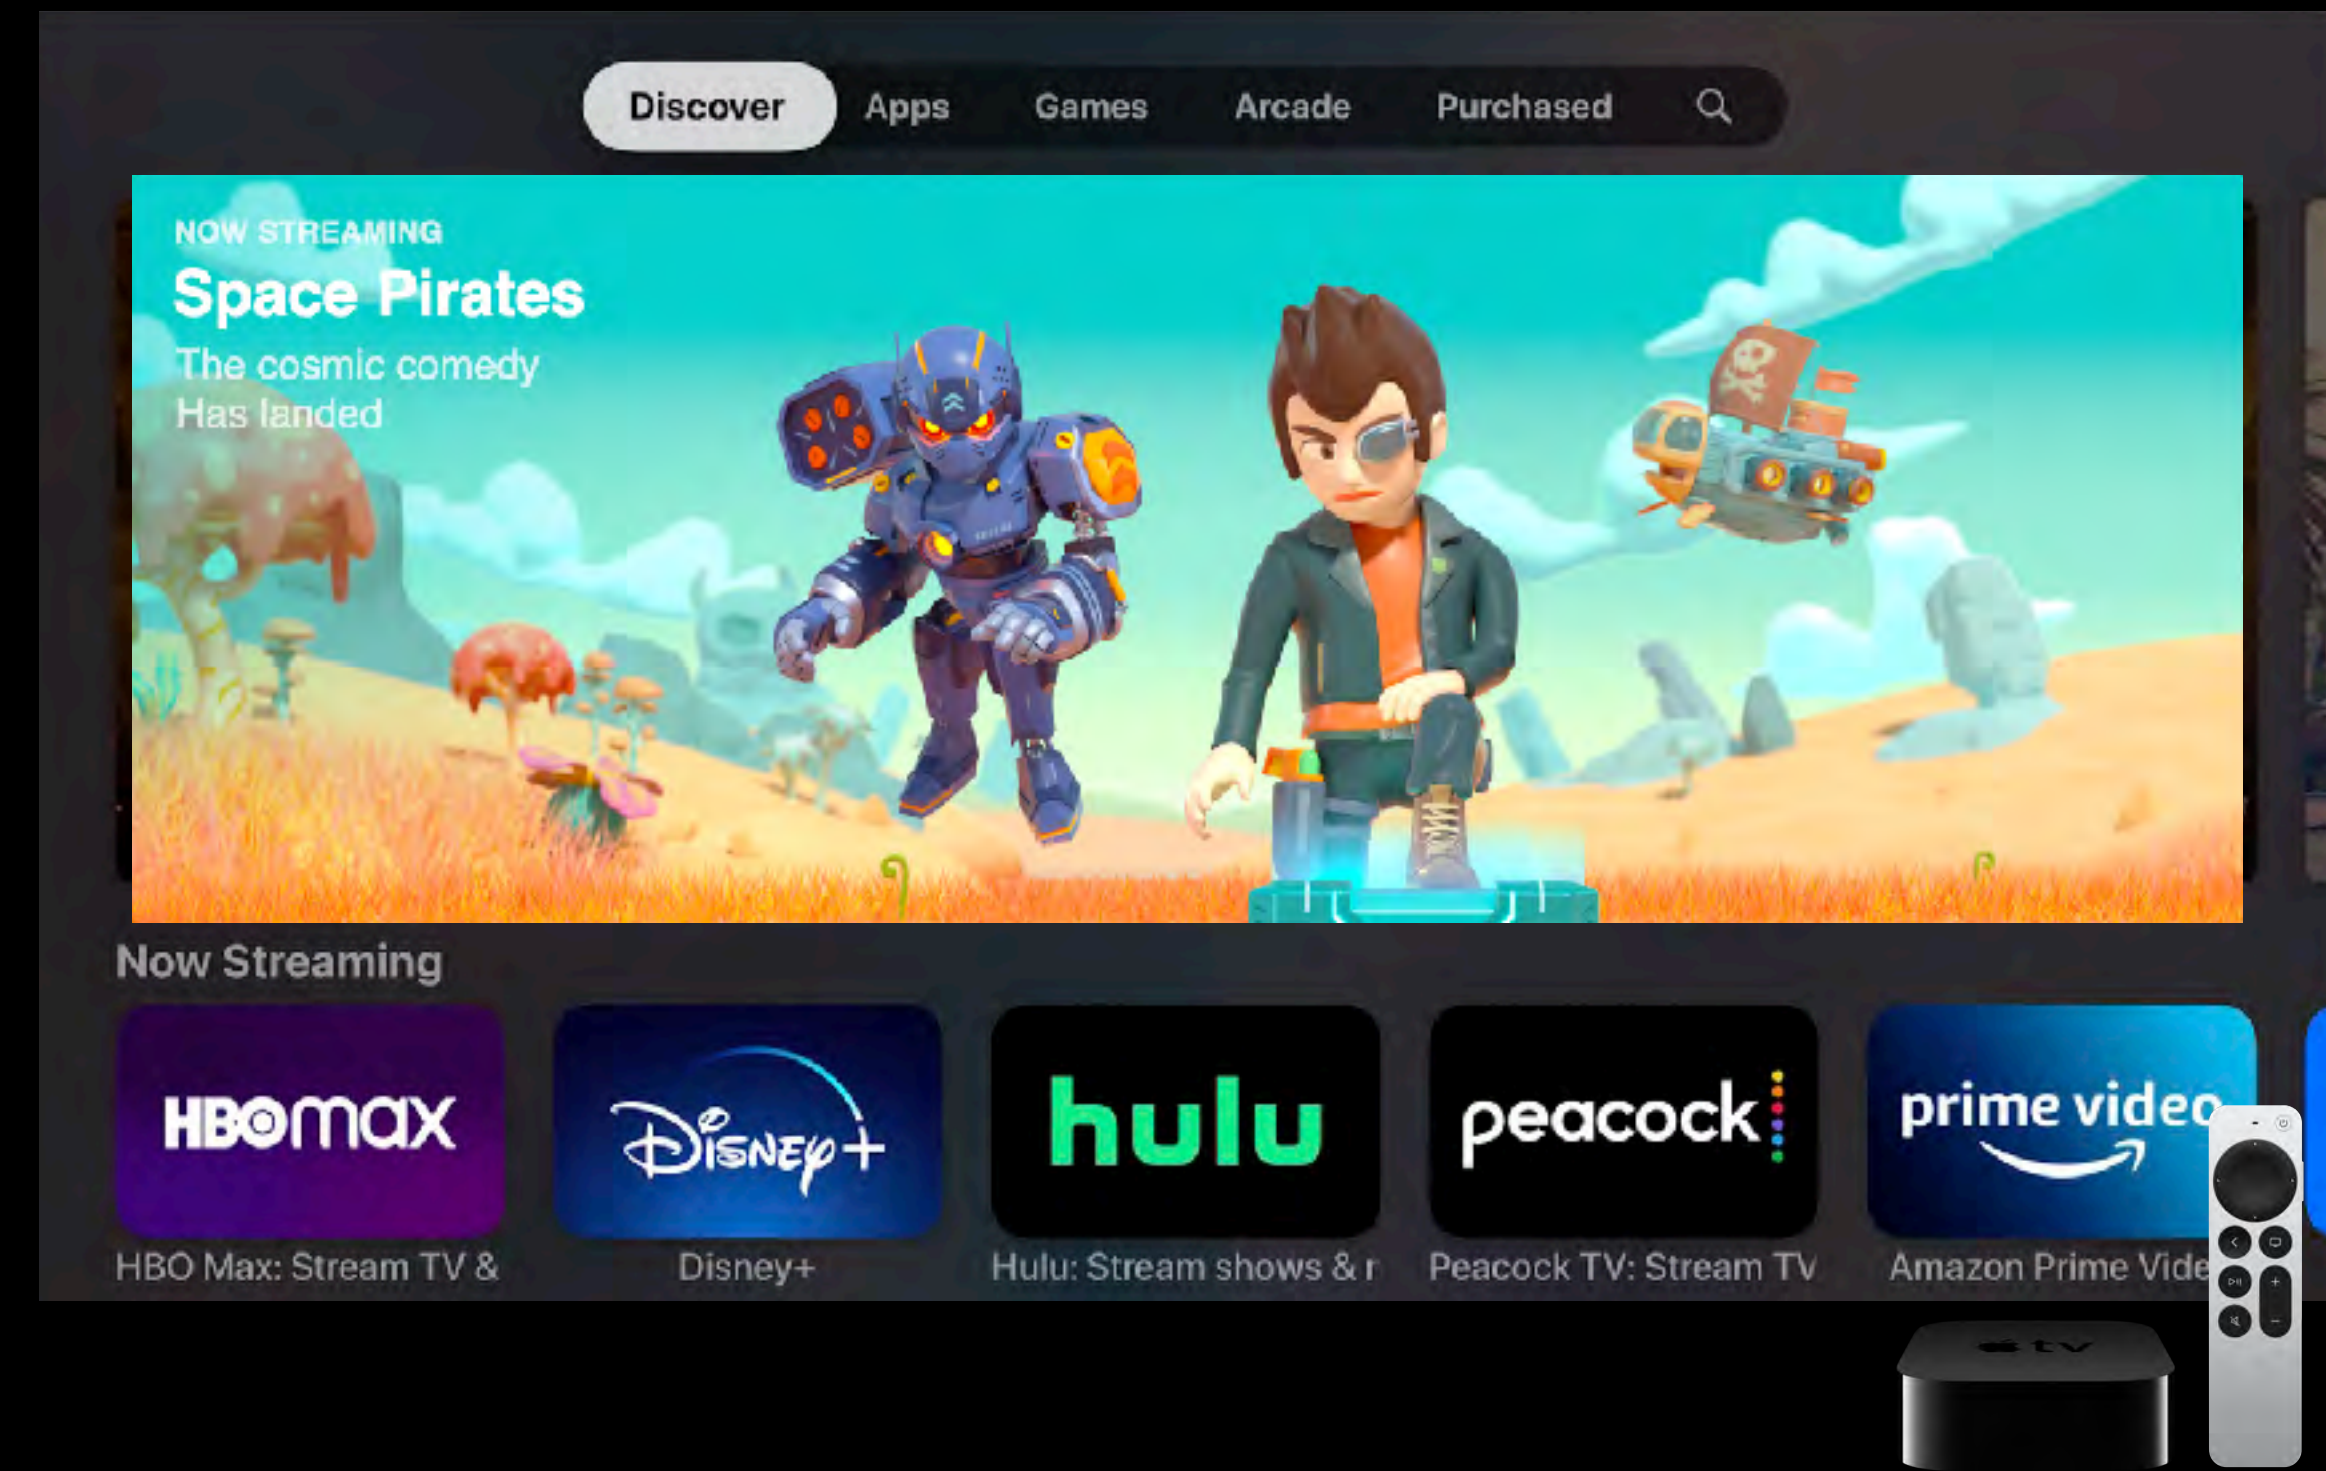 Discover Apps Games Arcade Purchased
NOW STREAMING
Space Pirates
The cosmic comedy
Has landed
Now Streaming
HBOmax Disney+ hulu peacock prime video
HBO Max: Stream TV & Disney+ Hulu: Stream shows & Peacock TV: Stream TV Amazon Prime Vide
tv